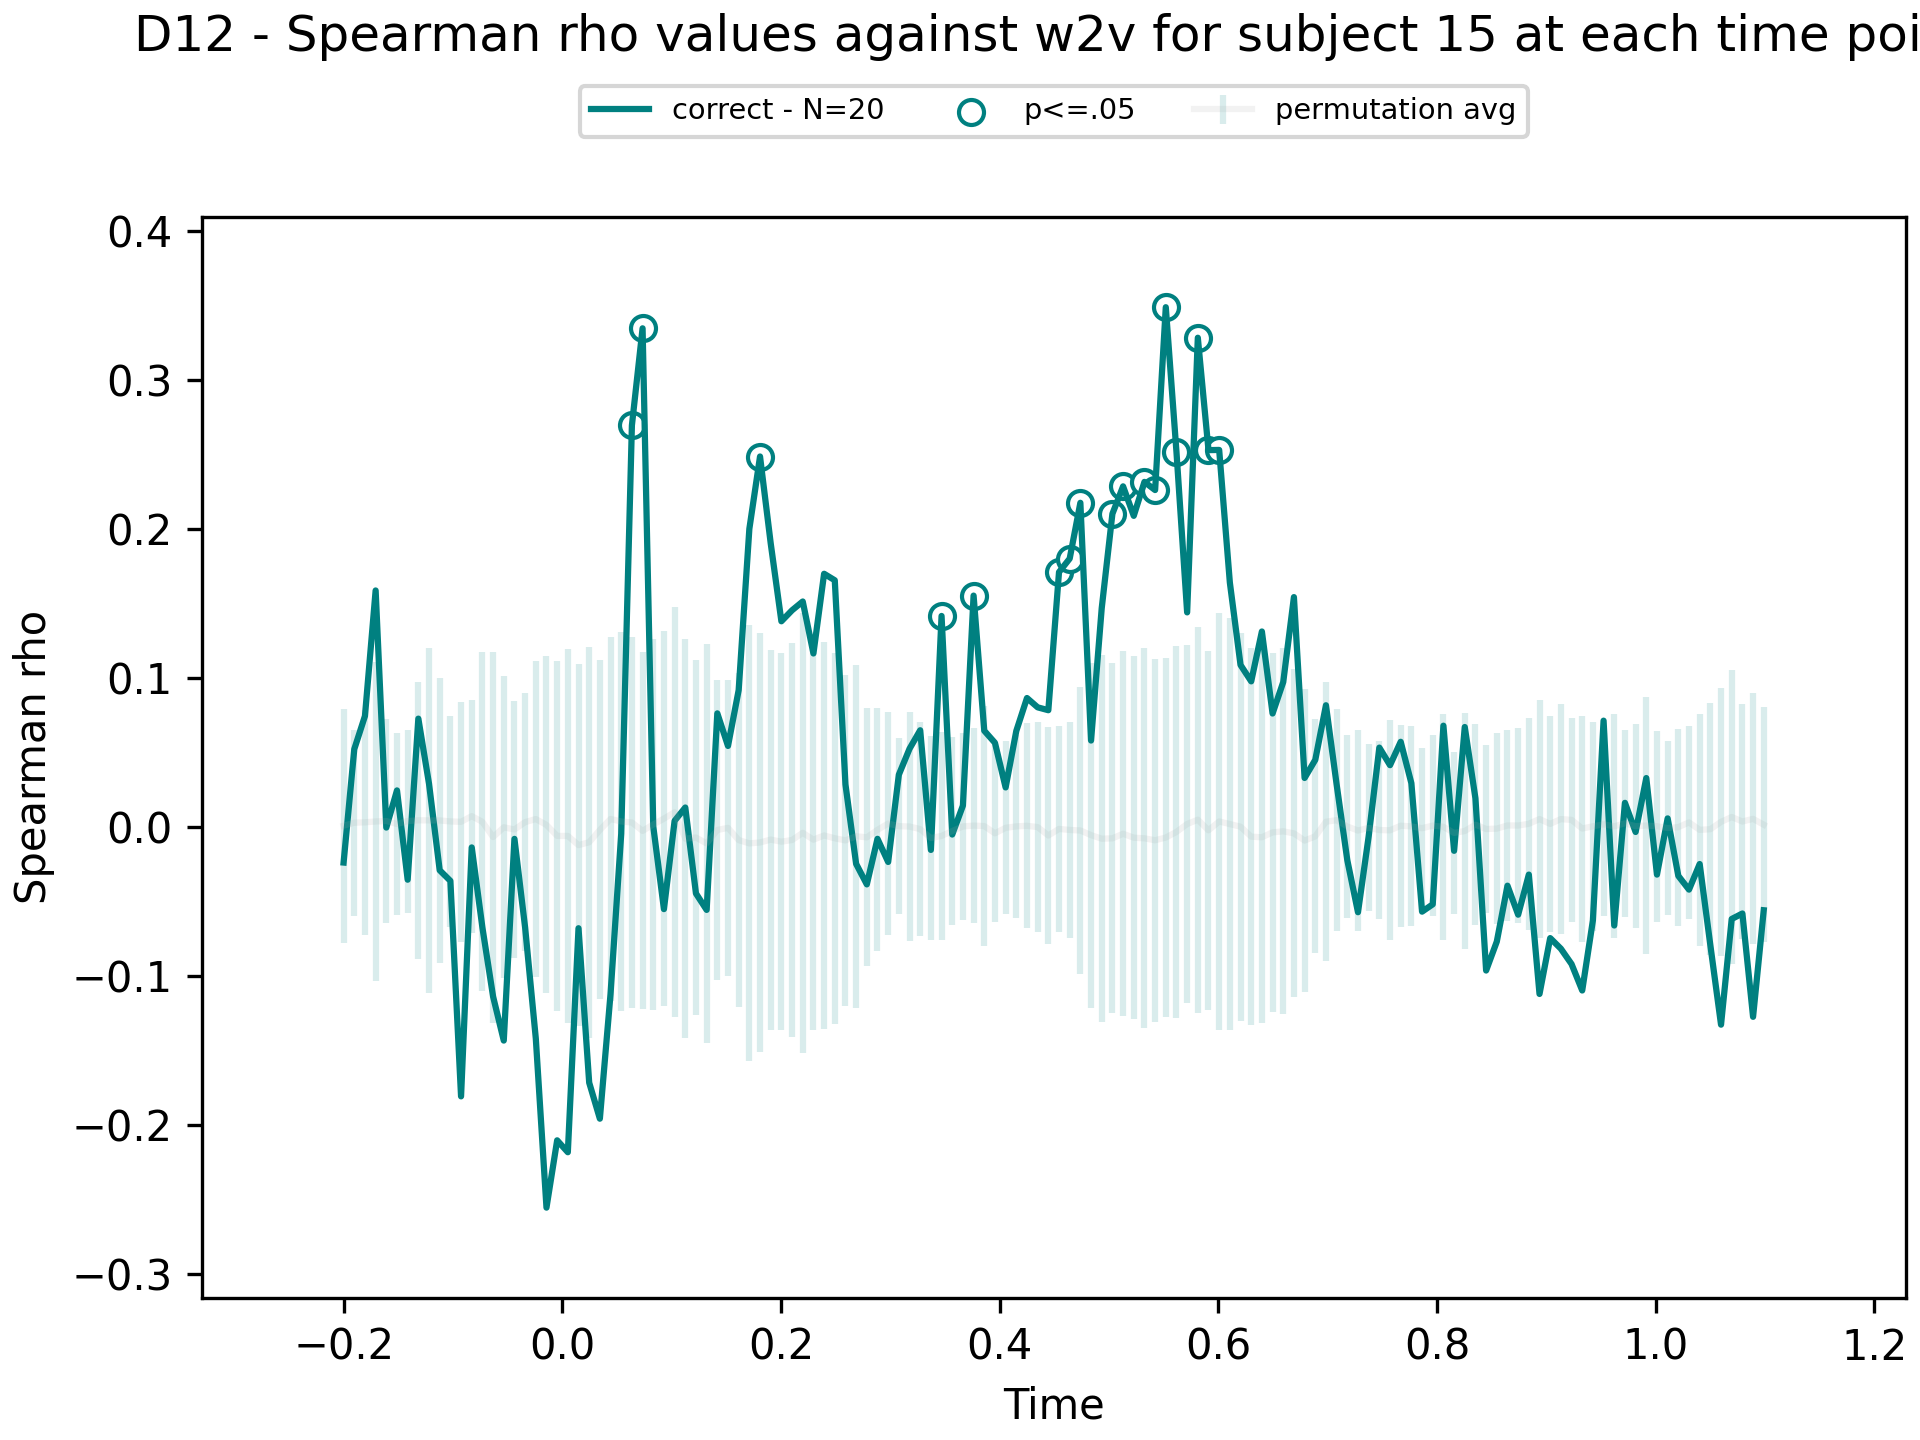 D12 - Spearman rho values against w2v for subject 15 at each time poi
correct - N=20 p<=.05 permutation avg
0.4
0.3
0.2
0.1
0.0
−0.1
−0.2
−0.3
Spearman rho
−0.2 0.0 0.2 0.4 0.6 0.8 1.0 1.2
Time